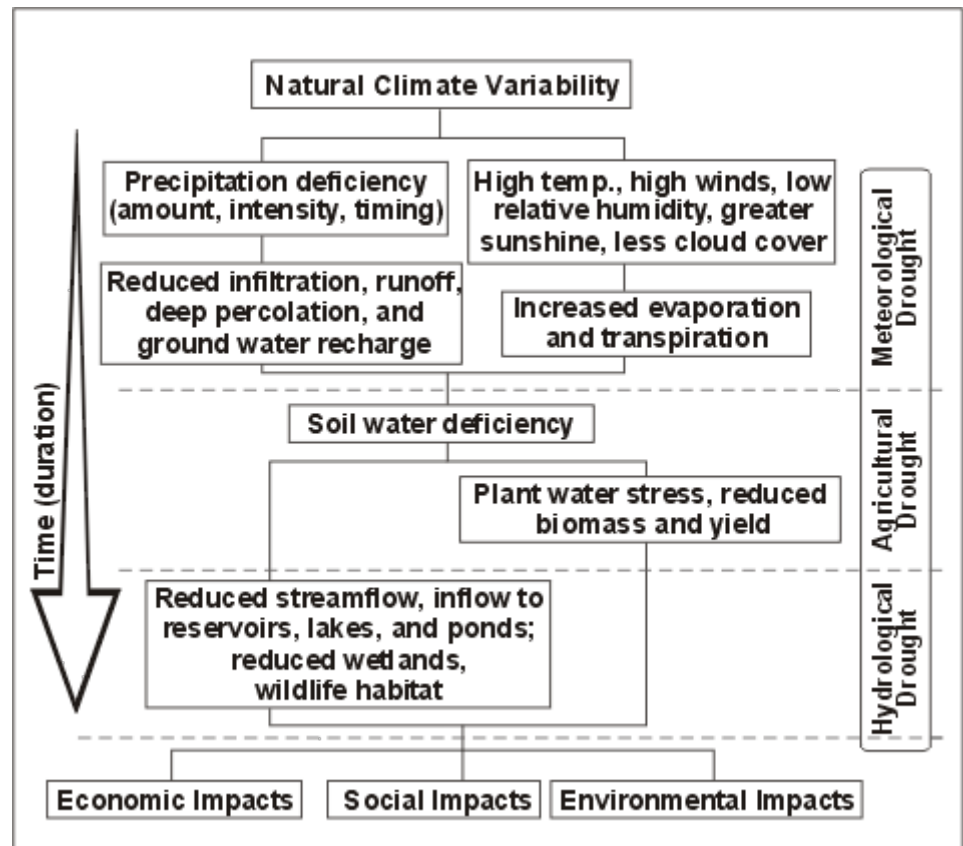 Natural Climate Variability
Precipitation deficiency
(amount, intensity, timing)
High temp., high winds, low
relative humidity, greater
sunshine, less cloud cover
Reduced infiltration, runoff,
deep percolation, and
ground water recharge
Increased evaporation
and transpiration
Soil water deficiency
Plant water stress, reduced
biomass and yield
Reduced streamflow, inflow to
reservoirs, lakes, and ponds;
reduced wetlands,
wildlife habitat
Economic Impacts
Social Impacts
Environmental Impacts
Time (duration)
Meteorological
Drought
Agricultural
Drought
Hydrological
Drought